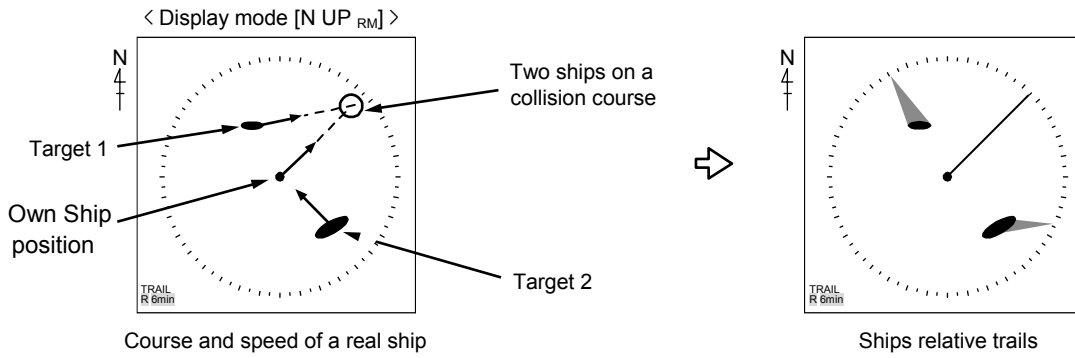 < Display mode [N UP RM] >
N
Two ships on a
collision course
Target 1
Own Ship
position
Target 2
TRAIL
R 6min
Course and speed of a real ship
N
TRAIL
R 6min
Ships relative trails